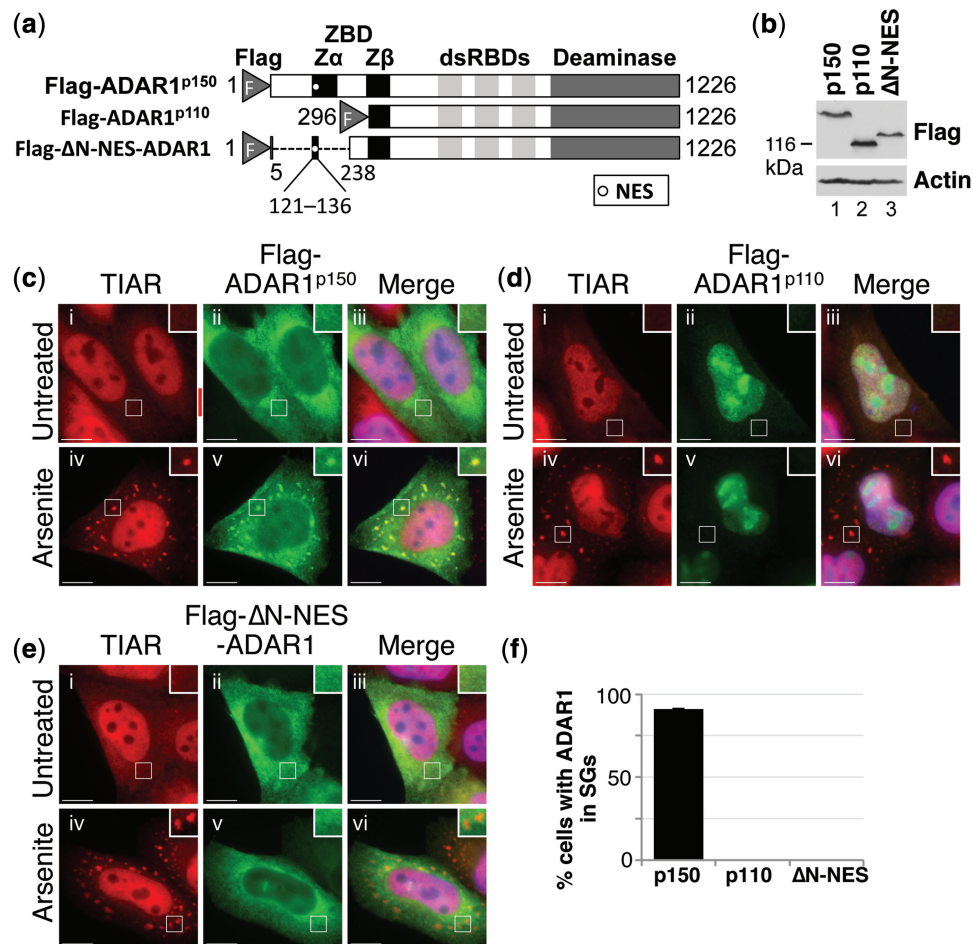 (a)
ZBD
Flag Zα Zβ dsRBDs Deaminase
Flag-ADAR1p150 1 F 1226
Flag-ADAR1p110 296 F 1226
Flag-ΔN-NES-ADAR1 1 F 1226
5 238
121–136
NES
(b)
p150 p110 ΔN-NES
Flag
116
kDa
Actin
1 2 3
(c)
Flag-
TIAR ADAR1p150 Merge
Untreated
i ii iii
Arsenite
iv v vi
(d)
Flag-
TIAR ADAR1p110 Merge
Untreated
i ii iii
Arsenite
iv v vi
(e)
Flag-ΔN-NES
TIAR -ADAR1 Merge
Untreated
i ii iii
Arsenite
iv v vi
(f)
% cells with ADAR1
in SGs
100
50
0
p150 p110 ΔN-NES